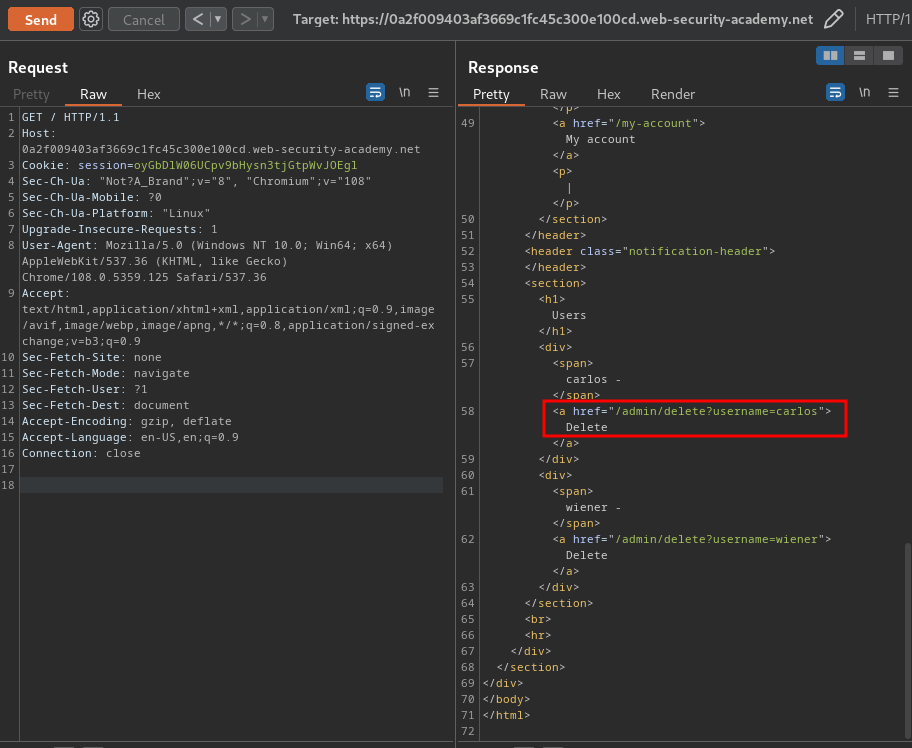 Send
Cancel
< ▾
> ▾
Target: https://0a2f009403af3669c1fc45c300e100cd.web-security-academy.net
HTTP/1
Request
Pretty
Raw
Hex
\n
1 GET / HTTP/1.1
2 Host:
0a2f009403af3669c1fc45c300e100cd.web-security-academy.net
3 Cookie: session=oyGbDlW06UCpv9bHysn3tjGtpWvJOEgl
4 Sec-Ch-Ua: "Not?A_Brand";v="8", "Chromium";v="108"
5 Sec-Ch-Ua-Mobile: ?0
6 Sec-Ch-Ua-Platform: "Linux"
7 Upgrade-Insecure-Requests: 1
8 User-Agent: Mozilla/5.0 (Windows NT 10.0; Win64; x64)
AppleWebKit/537.36 (KHTML, like Gecko)
Chrome/108.0.5359.125 Safari/537.36
9 Accept:
text/html,application/xhtml+xml,application/xml;q=0.9,image
/avif,image/webp,image/apng,*/*;q=0.8,application/signed-ex
change;v=b3;q=0.9
10 Sec-Fetch-Site: none
11 Sec-Fetch-Mode: navigate
12 Sec-Fetch-User: ?1
13 Sec-Fetch-Dest: document
14 Accept-Encoding: gzip, deflate
15 Accept-Language: en-US,en;q=0.9
16 Connection: close
17
18
Response
Pretty
Raw
Hex
Render
\n
</p>
49 <a href="/my-account">
My account
</a>
<p>
|
</p>
50 </section>
51 </header>
52 <header class="notification-header">
53 </header>
54 <section>
55 <h1>
Users
</h1>
56 <div>
57 <span>
carlos -
</span>
58 <a href="/admin/delete?username=carlos">
Delete
</a>
59 </div>
60 <div>
61 <span>
wiener -
</span>
62 <a href="/admin/delete?username=wiener">
Delete
</a>
63 </div>
64 </section>
65 <br>
66 <hr>
67 </div>
68 </section>
69 </div>
70 </body>
71 </html>
72